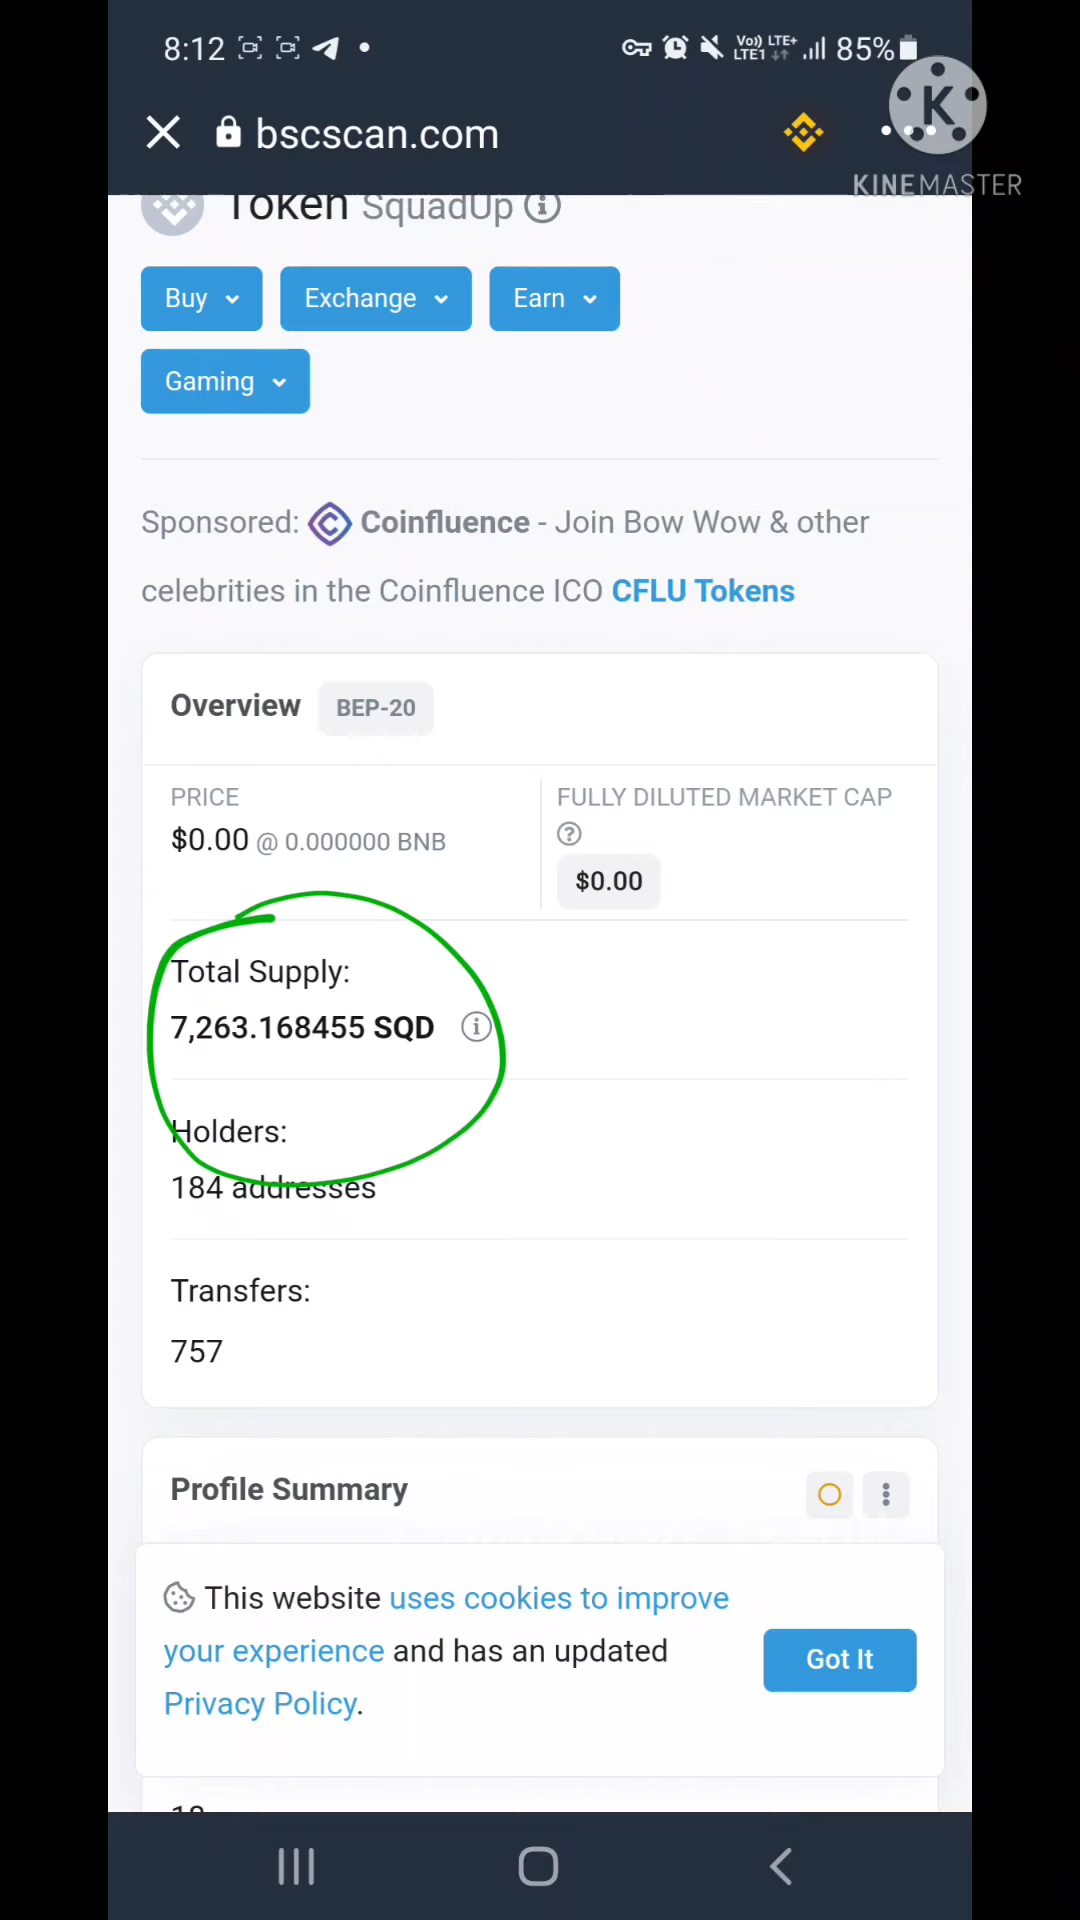 8:12 Vo)) LTE+ LTE1 85%
bscscan.com
K
KINEMASTER
Token SquadUp
Buy Exchange Earn
Gaming
Sponsored: Coinfluence - Join Bow Wow & other
celebrities in the Coinfluence ICO CFLU Tokens
Overview BEP-20
PRICE
$0.00 @ 0.000000 BNB
FULLY DILUTED MARKET CAP
$0.00
Total Supply:
7,263.168455 SQD
Holders:
184 addresses
Transfers:
757
Profile Summary
This website uses cookies to improve
your experience and has an updated
Privacy Policy.
Got It